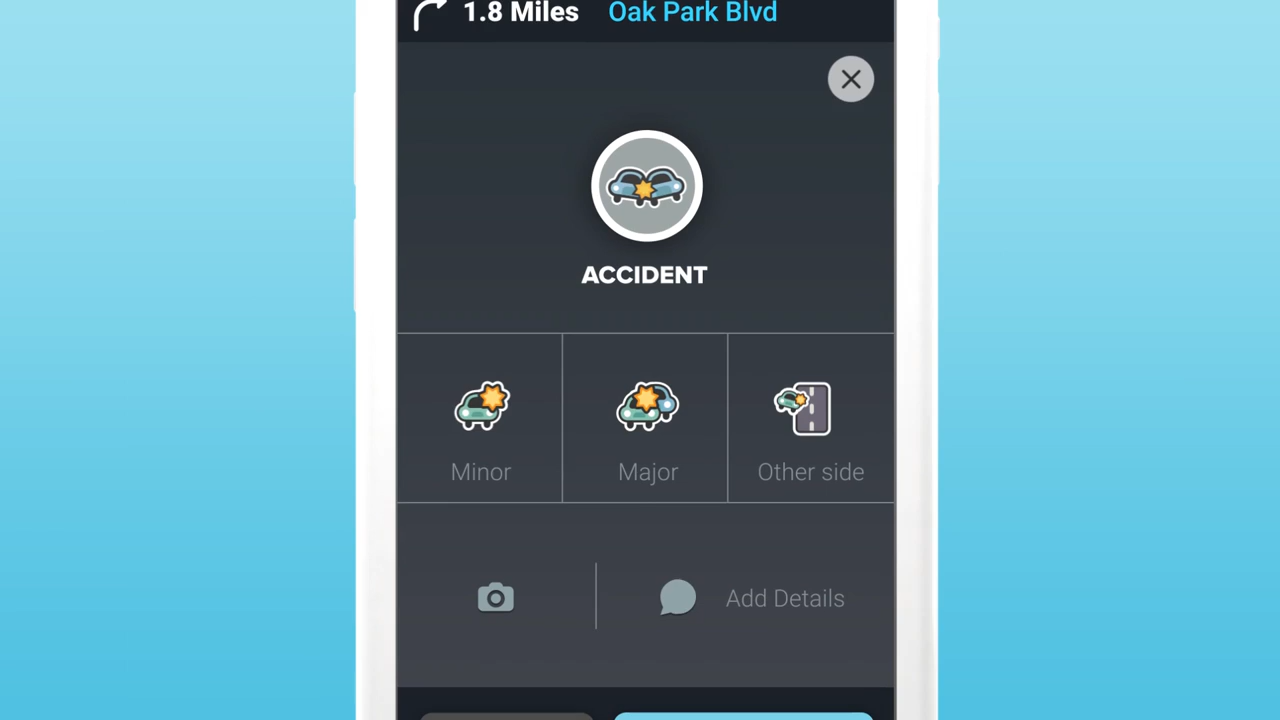 1.8 Miles Oak Park Blvd
ACCIDENT
Minor Major Other side
Add Details